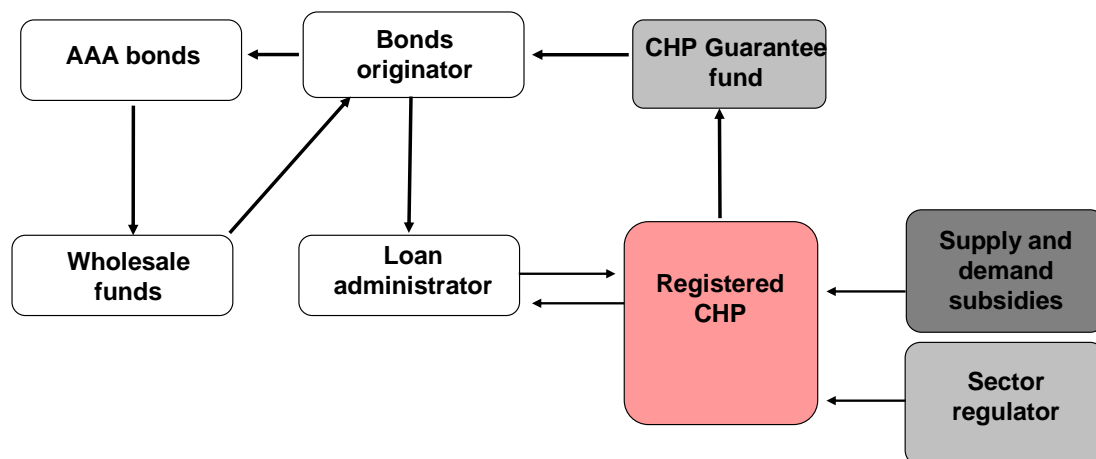 AAA bonds
Bonds
originator
CHP Guarantee
fund
Wholesale
funds
Loan
administrator
Registered
CHP
Supply and
demand
subsidies
Sector
regulator